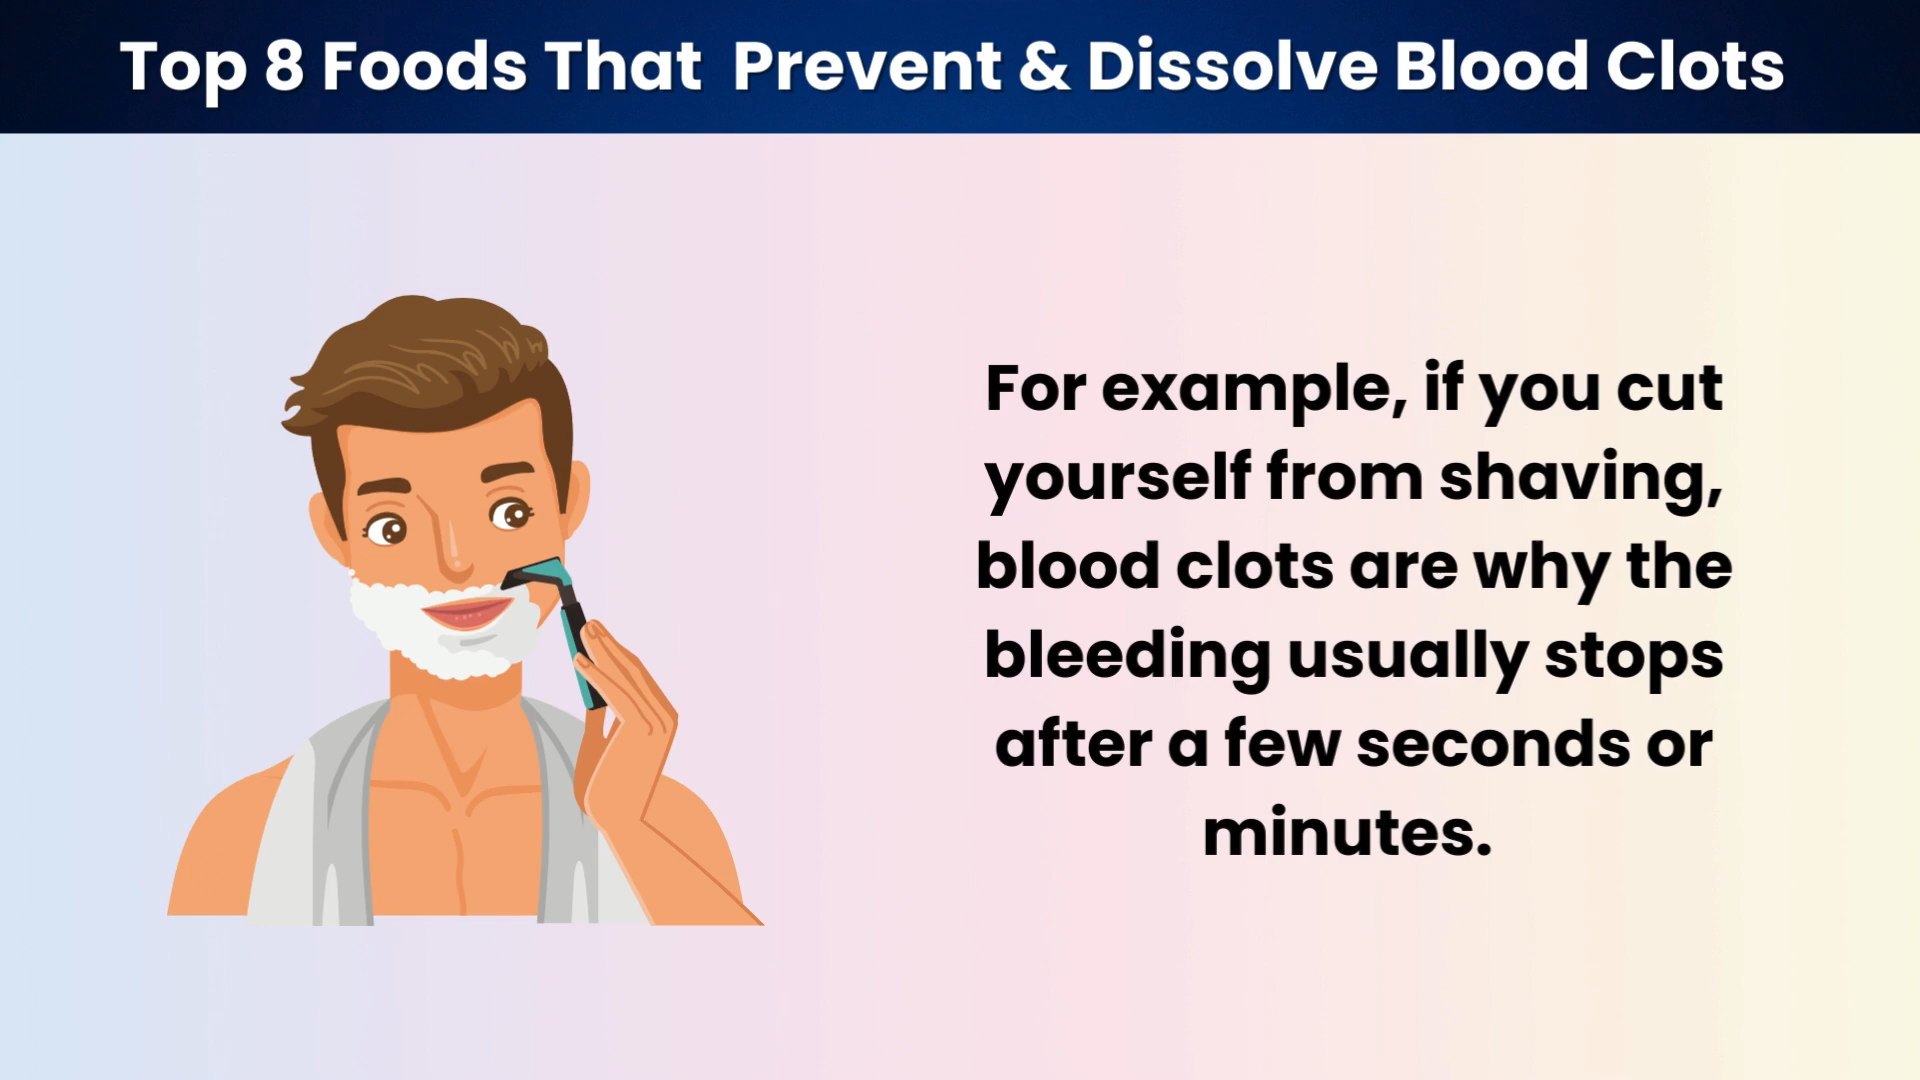 Top 8 Foods That Prevent & Dissolve Blood Clots
For example, if you cut
yourself from shaving,
blood clots are why the
bleeding usually stops
after a few seconds or
minutes.